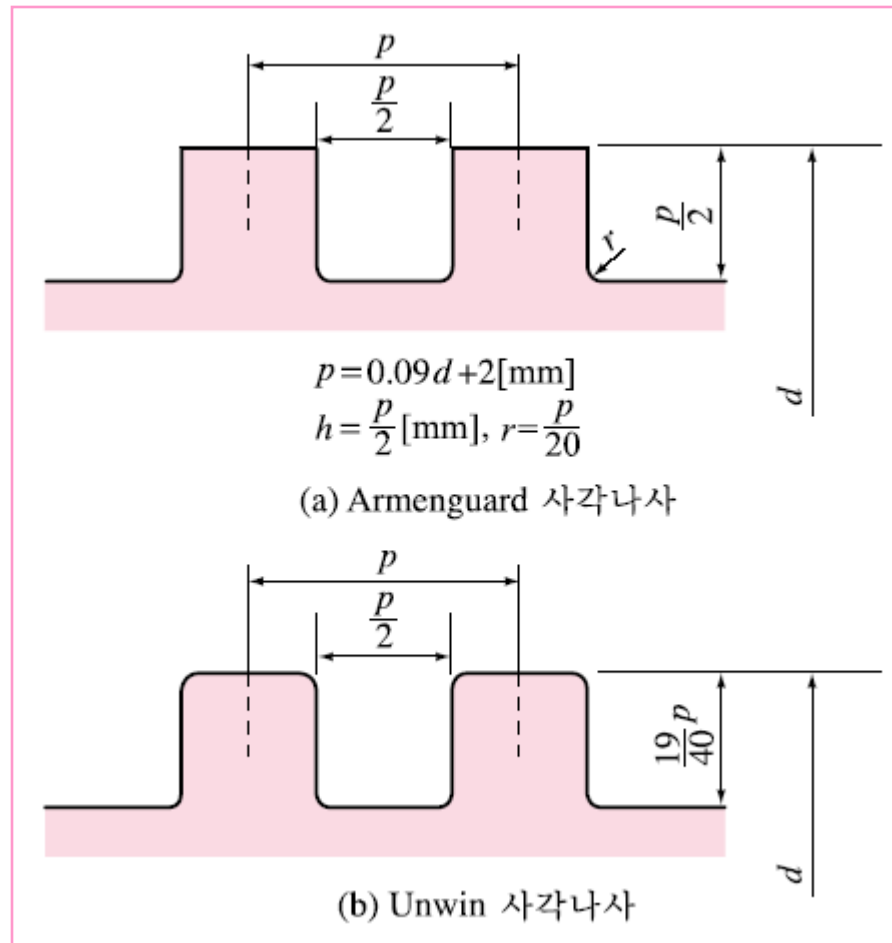 p
p/2
p/2
r
d
p=0.09d+2[mm]
h=p/2[mm], r=p/20
(a) Armenguard 사각나사
p
p/2
19/40 p
d
(b) Unwin 사각나사